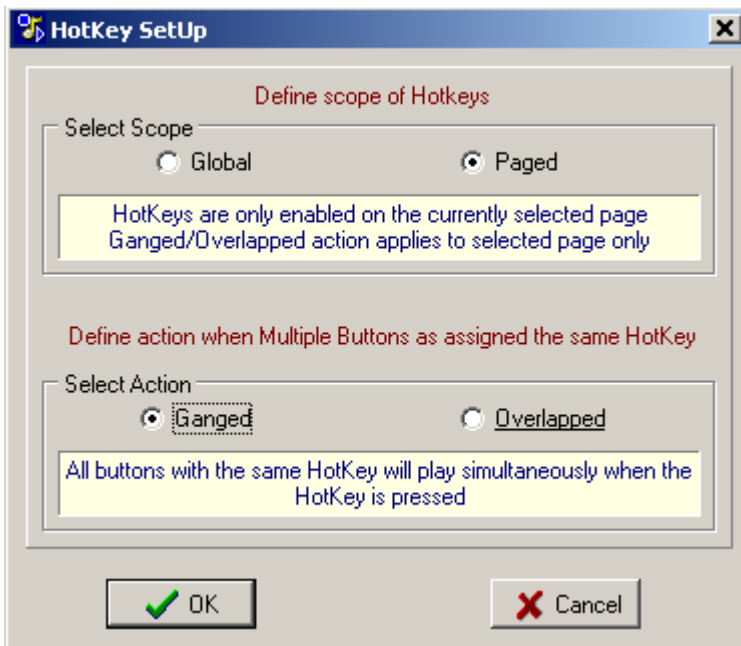 HotKey SetUp
Define scope of Hotkeys
Select Scope
Global
Paged
HotKeys are only enabled on the currently selected page
Ganged/Overlapped action applies to selected page only
Define action when Multiple Buttons as assigned the same HotKey
Select Action
Ganged
Overlapped
All buttons with the same HotKey will play simultaneously when the
HotKey is pressed
OK
Cancel